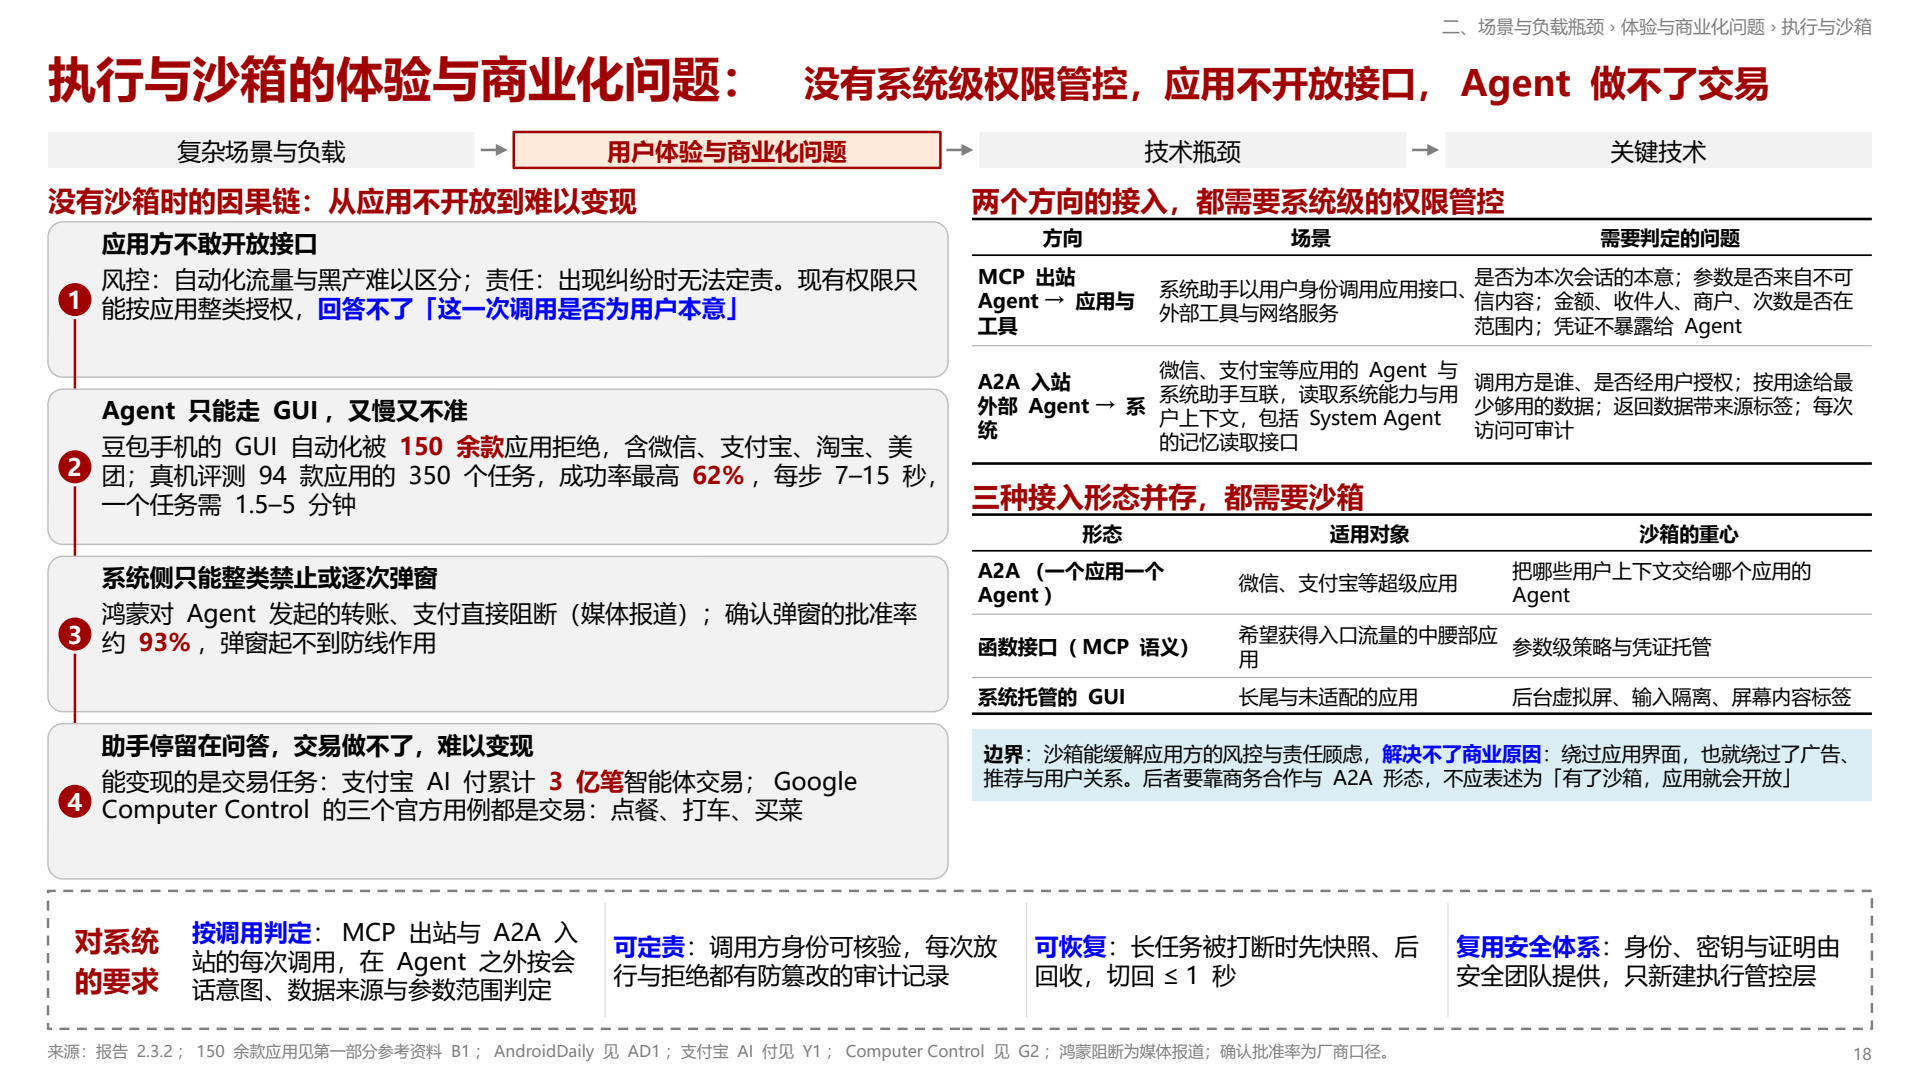 二、场景与负载瓶颈 › 体验与商业化问题 › 执行与沙箱
执行与沙箱的体验与商业化问题： 没有系统级权限管控，应用不开放接口， Agent 做不了交易
复杂场景与负载 → 用户体验与商业化问题 → 技术瓶颈 → 关键技术
没有沙箱时的因果链：从应用不开放到难以变现
1
应用方不敢开放接口
风控：自动化流量与黑产难以区分；责任：出现纠纷时无法定责。现有权限只
能按应用整类授权，回答不了「这一次调用是否为用户本意」
2
Agent 只能走 GUI ，又慢又不准
豆包手机的 GUI 自动化被 150 余款应用拒绝，含微信、支付宝、淘宝、美
团；真机评测 94 款应用的 350 个任务，成功率最高 62% ，每步 7–15 秒，
一个任务需 1.5–5 分钟
3
系统侧只能整类禁止或逐次弹窗
鸿蒙对 Agent 发起的转账、支付直接阻断（媒体报道）；确认弹窗的批准率
约 93% ，弹窗起不到防线作用
4
助手停留在问答，交易做不了，难以变现
能变现的是交易任务：支付宝 AI 付累计 3 亿笔智能体交易； Google
Computer Control 的三个官方用例都是交易：点餐、打车、买菜
两个方向的接入，都需要系统级的权限管控
方向 场景 需要判定的问题
MCP 出站
Agent → 应用与
工具
系统助手以用户身份调用应用接口、
外部工具与网络服务
是否为本次会话的本意；参数是否来自不可
信内容；金额、收件人、商户、次数是否在
范围内；凭证不暴露给 Agent
A2A 入站
外部 Agent → 系
统
微信、支付宝等应用的 Agent 与
系统助手互联，读取系统能力与用
户上下文，包括 System Agent
的记忆读取接口
调用方是谁、是否经用户授权；按用途给最
少够用的数据；返回数据带来源标签；每次
访问可审计
三种接入形态并存，都需要沙箱
形态 适用对象 沙箱的重心
A2A （一个应用一个
Agent ）
微信、支付宝等超级应用
把哪些用户上下文交给哪个应用的
Agent
函数接口（ MCP 语义）
希望获得入口流量的中腰部应
用
参数级策略与凭证托管
系统托管的 GUI 长尾与未适配的应用 后台虚拟屏、输入隔离、屏幕内容标签
边界：沙箱能缓解应用方的风控与责任顾虑，解决不了商业原因：绕过应用界面，也就绕过了广告、
推荐与用户关系。后者要靠商务合作与 A2A 形态，不应表述为「有了沙箱，应用就会开放」
对系统
的要求
按调用判定： MCP 出站与 A2A 入
站的每次调用，在 Agent 之外按会
话意图、数据来源与参数范围判定
可定责：调用方身份可核验，每次放
行与拒绝都有防篡改的审计记录
可恢复：长任务被打断时先快照、后
回收，切回 ≤ 1 秒
复用安全体系：身份、密钥与证明由
安全团队提供，只新建执行管控层
来源：报告 2.3.2 ； 150 余款应用见第一部分参考资料 B1 ； AndroidDaily 见 AD1 ；支付宝 AI 付见 Y1 ； Computer Control 见 G2 ；鸿蒙阻断为媒体报道；确认批准率为厂商口径。
18